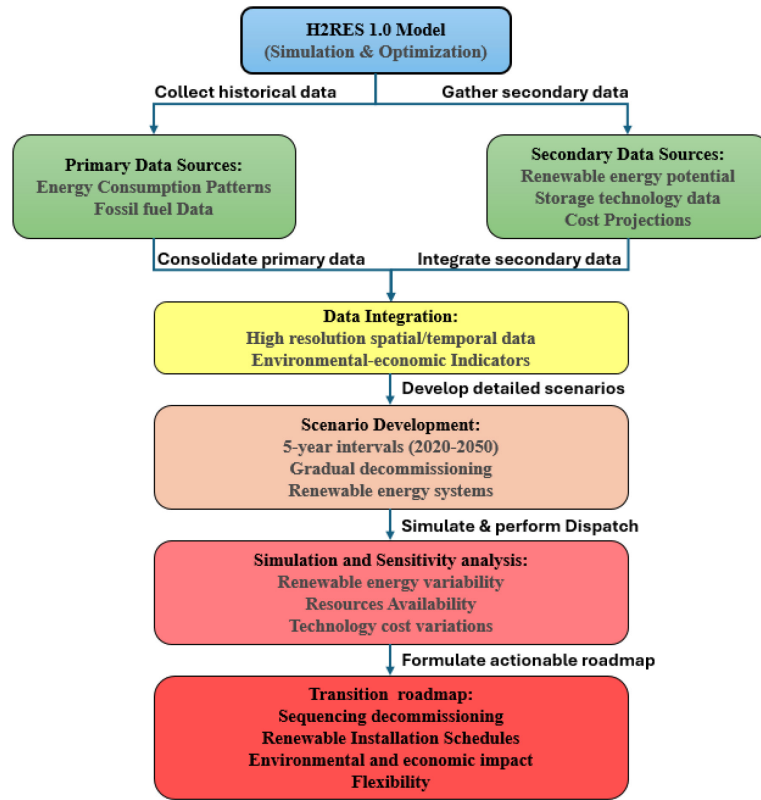 H2RES 1.0 Model
(Simulation & Optimization)
Collect historical data
Gather secondary data
Primary Data Sources:
Energy Consumption Patterns
Fossil fuel Data
Secondary Data Sources:
Renewable energy potential
Storage technology data
Cost Projections
Consolidate primary data
Integrate secondary data
Data Integration:
High resolution spatial/temporal data
Environmental-economic Indicators
Develop detailed scenarios
Scenario Development:
5-year intervals (2020-2050)
Gradual decommissioning
Renewable energy systems
Simulate & perform Dispatch
Simulation and Sensitivity analysis:
Renewable energy variability
Resources Availability
Technology cost variations
Formulate actionable roadmap
Transition roadmap:
Sequencing decommissioning
Renewable Installation Schedules
Environmental and economic impact
Flexibility